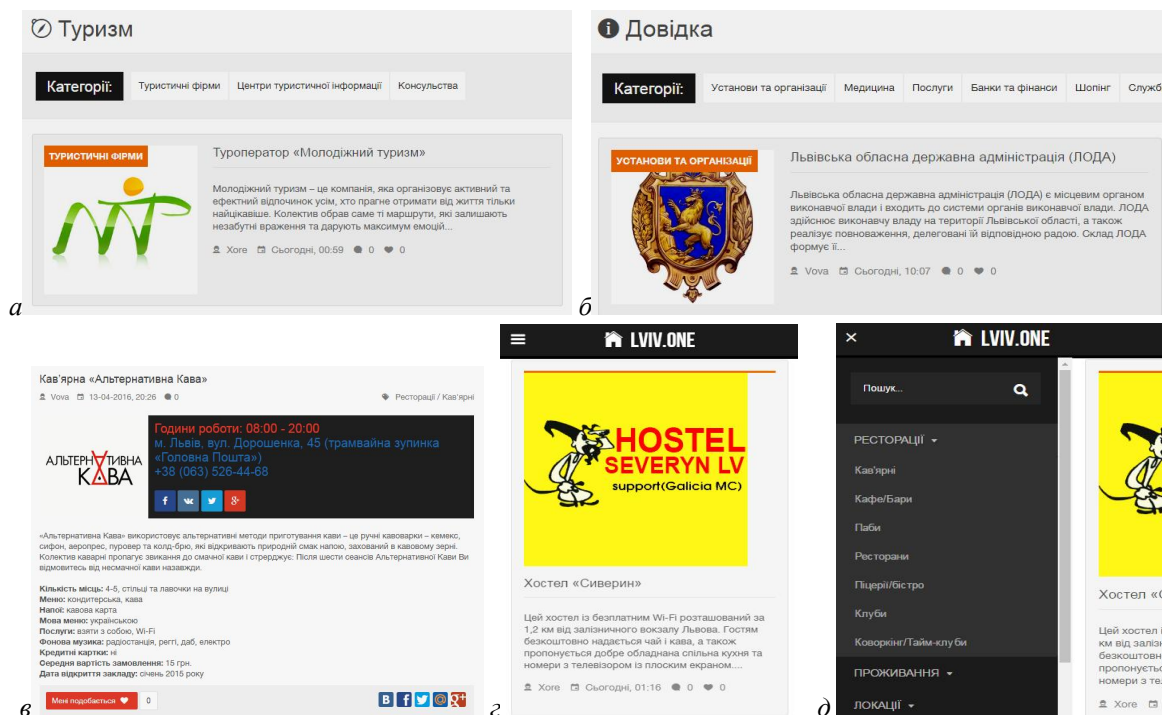 Туризм
Категорії: Туристичні фірми Центри туристичної інформації Консульства
ТУРИСТИЧНІ ФІРМИ
Туроператор «Молодіжний туризм»
Молодіжний туризм – це компанія, яка організовує активний та
ефектний відпочинок усім, хто прагне отримати від життя тільки
найцікавіше. Колектив обрав саме ті маршрути, які залишають
незабутні враження та дарують максимум емоцій...
Xore Сьогодні, 00:59 0 0
а
Довідка
Категорії: Установи та організації Медицина Послуги Банки та фінанси Шопінг Служб
УСТАНОВИ ТА ОРГАНІЗАЦІЇ
Львівська обласна державна адміністрація (ЛОДА)
Львівська обласна державна адміністрація (ЛОДА) є місцевим органом
виконавчої влади і входить до системи органів виконавчої влади. ЛОДА
здійснює виконавчу владу на території Львівської області, а також
реалізує повноваження, делеговані їй відповідною радою. Склад ЛОДА
формує її...
Vova Сьогодні, 10:07 0 0
б
Кав'ярна «Альтернативна Кава»
Vova 13-04-2016, 20:26 0 Ресторації / Кав'ярні
АЛЬТЕРНАТИВНА
КАВА
Години роботи: 08:00 - 20:00
м. Львів, вул. Дорошенка, 45 (трамвайна зупинка
«Головна Пошта»)
+38 (063) 526-44-68
«Альтернативна Кава» використовує альтернативні методи приготування кави – це ручні кавоварки – кемекс,
сифон, аеропрес, пуровер та колд-брю, які відкривають природній смак напою, захований в кавовому зерні.
Колектив каварні пропагує звикання до смачної кави і стрерджує: Після шести сеансів Альтернативної Кави Ви
відмовитесь від несмачної кави назавжди.
Кількість місць: 4-5, стільці та лавочки на вулиці
Меню: кондитерська, кава
Напої: кавова карта
Мова меню: українською
Послуги: взяти з собою, Wi-Fi
Фонова музика: радіостанція, реггі, даб, електро
Кредитні картки: ні
Середня вартість замовлення: 15 грн.
Дата відкриття закладу: січень 2015 року
Мені подобається 0
в
LVIV.ONE
HOSTEL
SEVERYN LV
support(Galicia MC)
Хостел «Сиверин»
Цей хостел із безплатним Wi-Fi розташований за
1,2 км від залізничного вокзалу Львова. Гостям
безкоштовно надається чай і кава, а також
пропонується добре обладнана спільна кухня та
номери з телевізором із плоским екраном....
Xore Сьогодні, 01:16 0 0
г
LVIV.ONE
Пошук...
РЕСТОРАЦІЇ
Кав'ярні
Кафе/Бари
Паби
Ресторани
Піцерії/бістро
Клуби
Коворкінг/Тайм-клуби
ПРОЖИВАННЯ
ЛОКАЦІЇ
Хостел «С
Цей хостел і
км від заліз
безкоштовн
пропонуєтьс
номери з тел
Xore
д